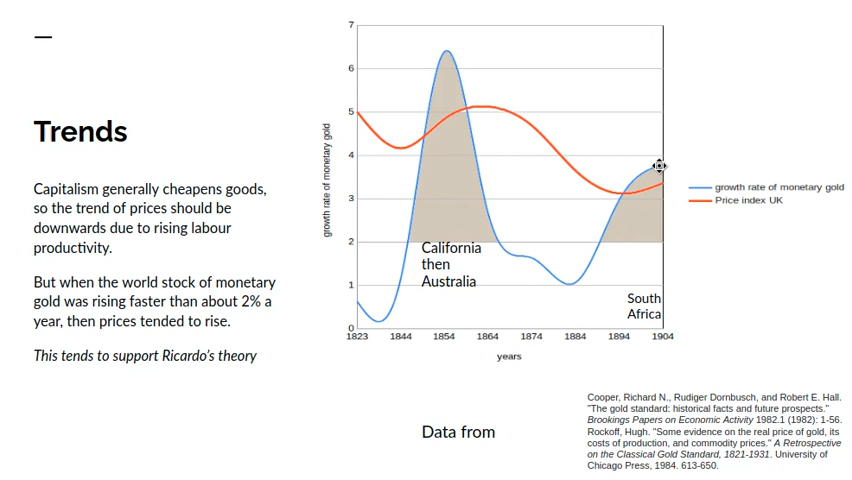 Trends
Capitalism generally cheapens goods,
so the trend of prices should be
downwards due to rising labour
productivity.
But when the world stock of monetary
gold was rising faster than about 2% a
year, then prices tended to rise.
This tends to support Ricardo's theory
growth rate of monetary gold
7
6
5
4
3
2
1
0
California
then
Australia
South
Africa
1823 1844 1854 1864 1874 1884 1894 1904
years
growth rate of monetary gold
Price index UK
Data from
Cooper, Richard N., Rudiger Dornbusch, and Robert E. Hall.
"The gold standard: historical facts and future prospects."
Brookings Papers on Economic Activity 1982.1 (1982): 1-56.
Rockoff, Hugh. "Some evidence on the real price of gold, its
costs of production, and commodity prices." A Retrospective
on the Classical Gold Standard, 1821-1931. University of
Chicago Press, 1984. 613-650.